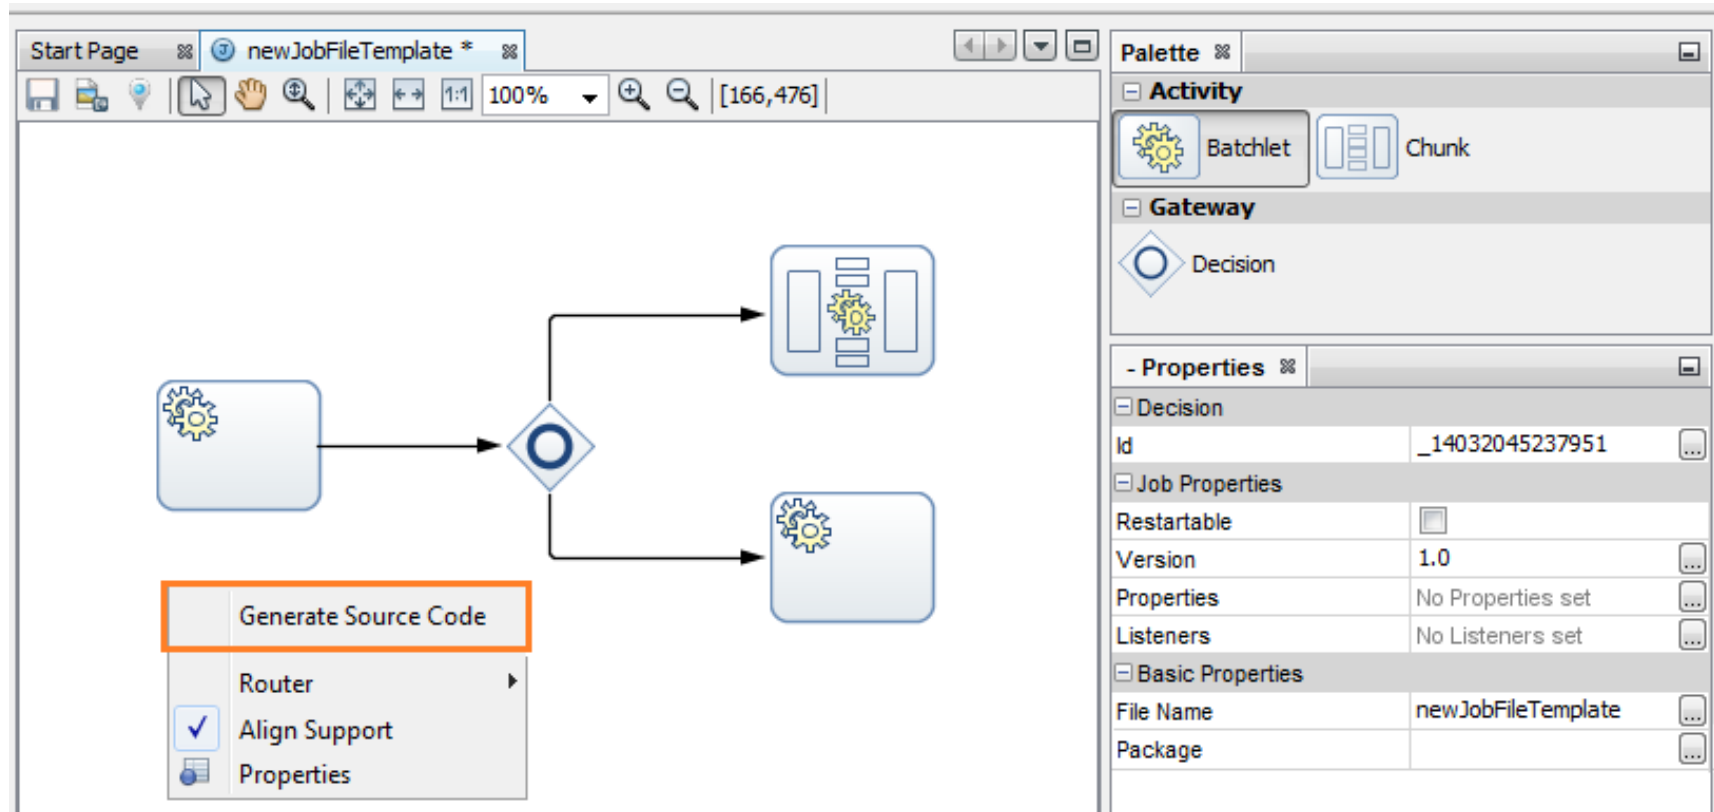 Start Page
newJobFileTemplate *
1:1 100% [166,476]
Generate Source Code
Router
Align Support
Properties
Palette
Activity
Batchlet Chunk
Gateway
Decision
- Properties
Decision
Id _14032045237951 ...
Job Properties
Restartable
Version 1.0 ...
Properties No Properties set ...
Listeners No Listeners set ...
Basic Properties
File Name newJobFileTemplate ...
Package ...